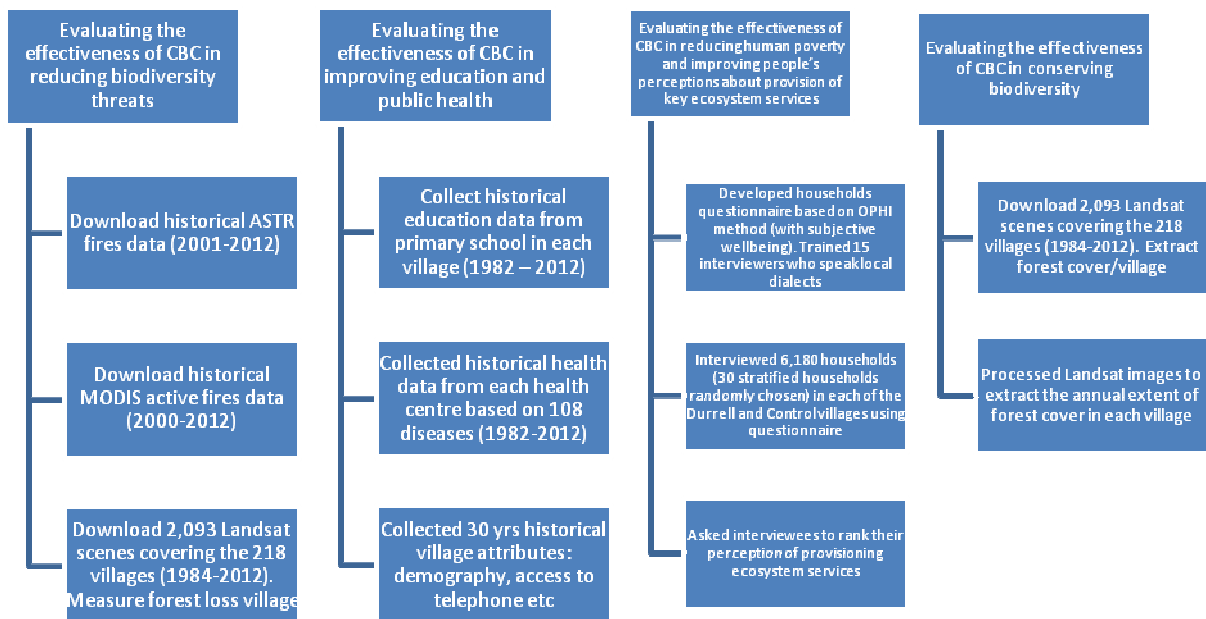 Evaluating the
effectiveness of CBC in
reducing biodiversity
threats
Download historical ASTR
fires data (2001-2012)
Download historical
MODIS active fires data
(2000-2012)
Download 2,093 Landsat
scenes covering the 218
villages (1984-2012).
Measure forest loss village
Evaluating the
effectiveness of CBC in
improving education and
public health
Collect historical
education data from
primary school in each
village (1982 – 2012)
Collected historical health
data from each health
centre based on 108
diseases (1982-2012)
Collected 30 yrs historical
village attributes:
demography, access to
telephone etc
Evaluating the effectiveness of
CBC in reducing human poverty
and improving people's
perceptions about provision of
key ecosystem services
Developed households
questionnaire based on OPHI
method (with subjective
wellbeing). Trained 15
interviewers who speak local
dialects
Interviewed 6,180 households
(30 stratified households
randomly chosen) in each of the
Durrell and Control villages using
questionnaire
Asked interviewees to rank their
perception of provisioning
ecosystem services
Evaluating the effectiveness
of CBC in conserving
biodiversity
Download 2,093 Landsat
scenes covering the 218
villages (1984-2012). Extract
forest cover/village
Processed Landsat images to
extract the annual extent of
forest cover in each village